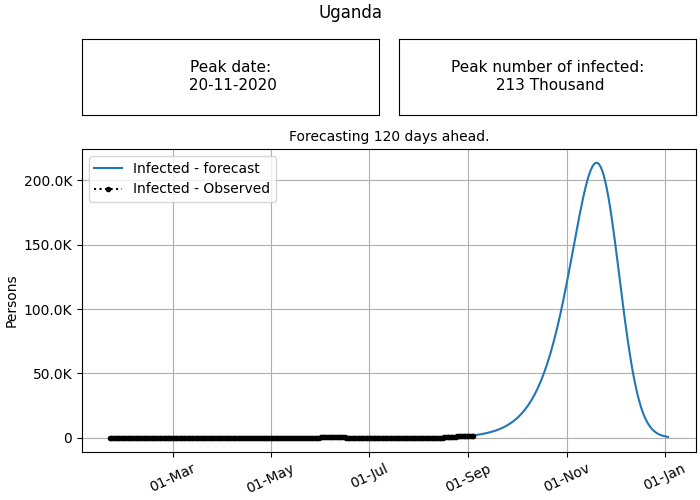 Uganda
Peak date:
20-11-2020
Peak number of infected:
213 Thousand
Forecasting 120 days ahead.
Infected - forecast
Infected - Observed
Persons
200.0K
150.0K
100.0K
50.0K
0
01-Mar
01-May
01-Jul
01-Sep
01-Nov
01-Jan